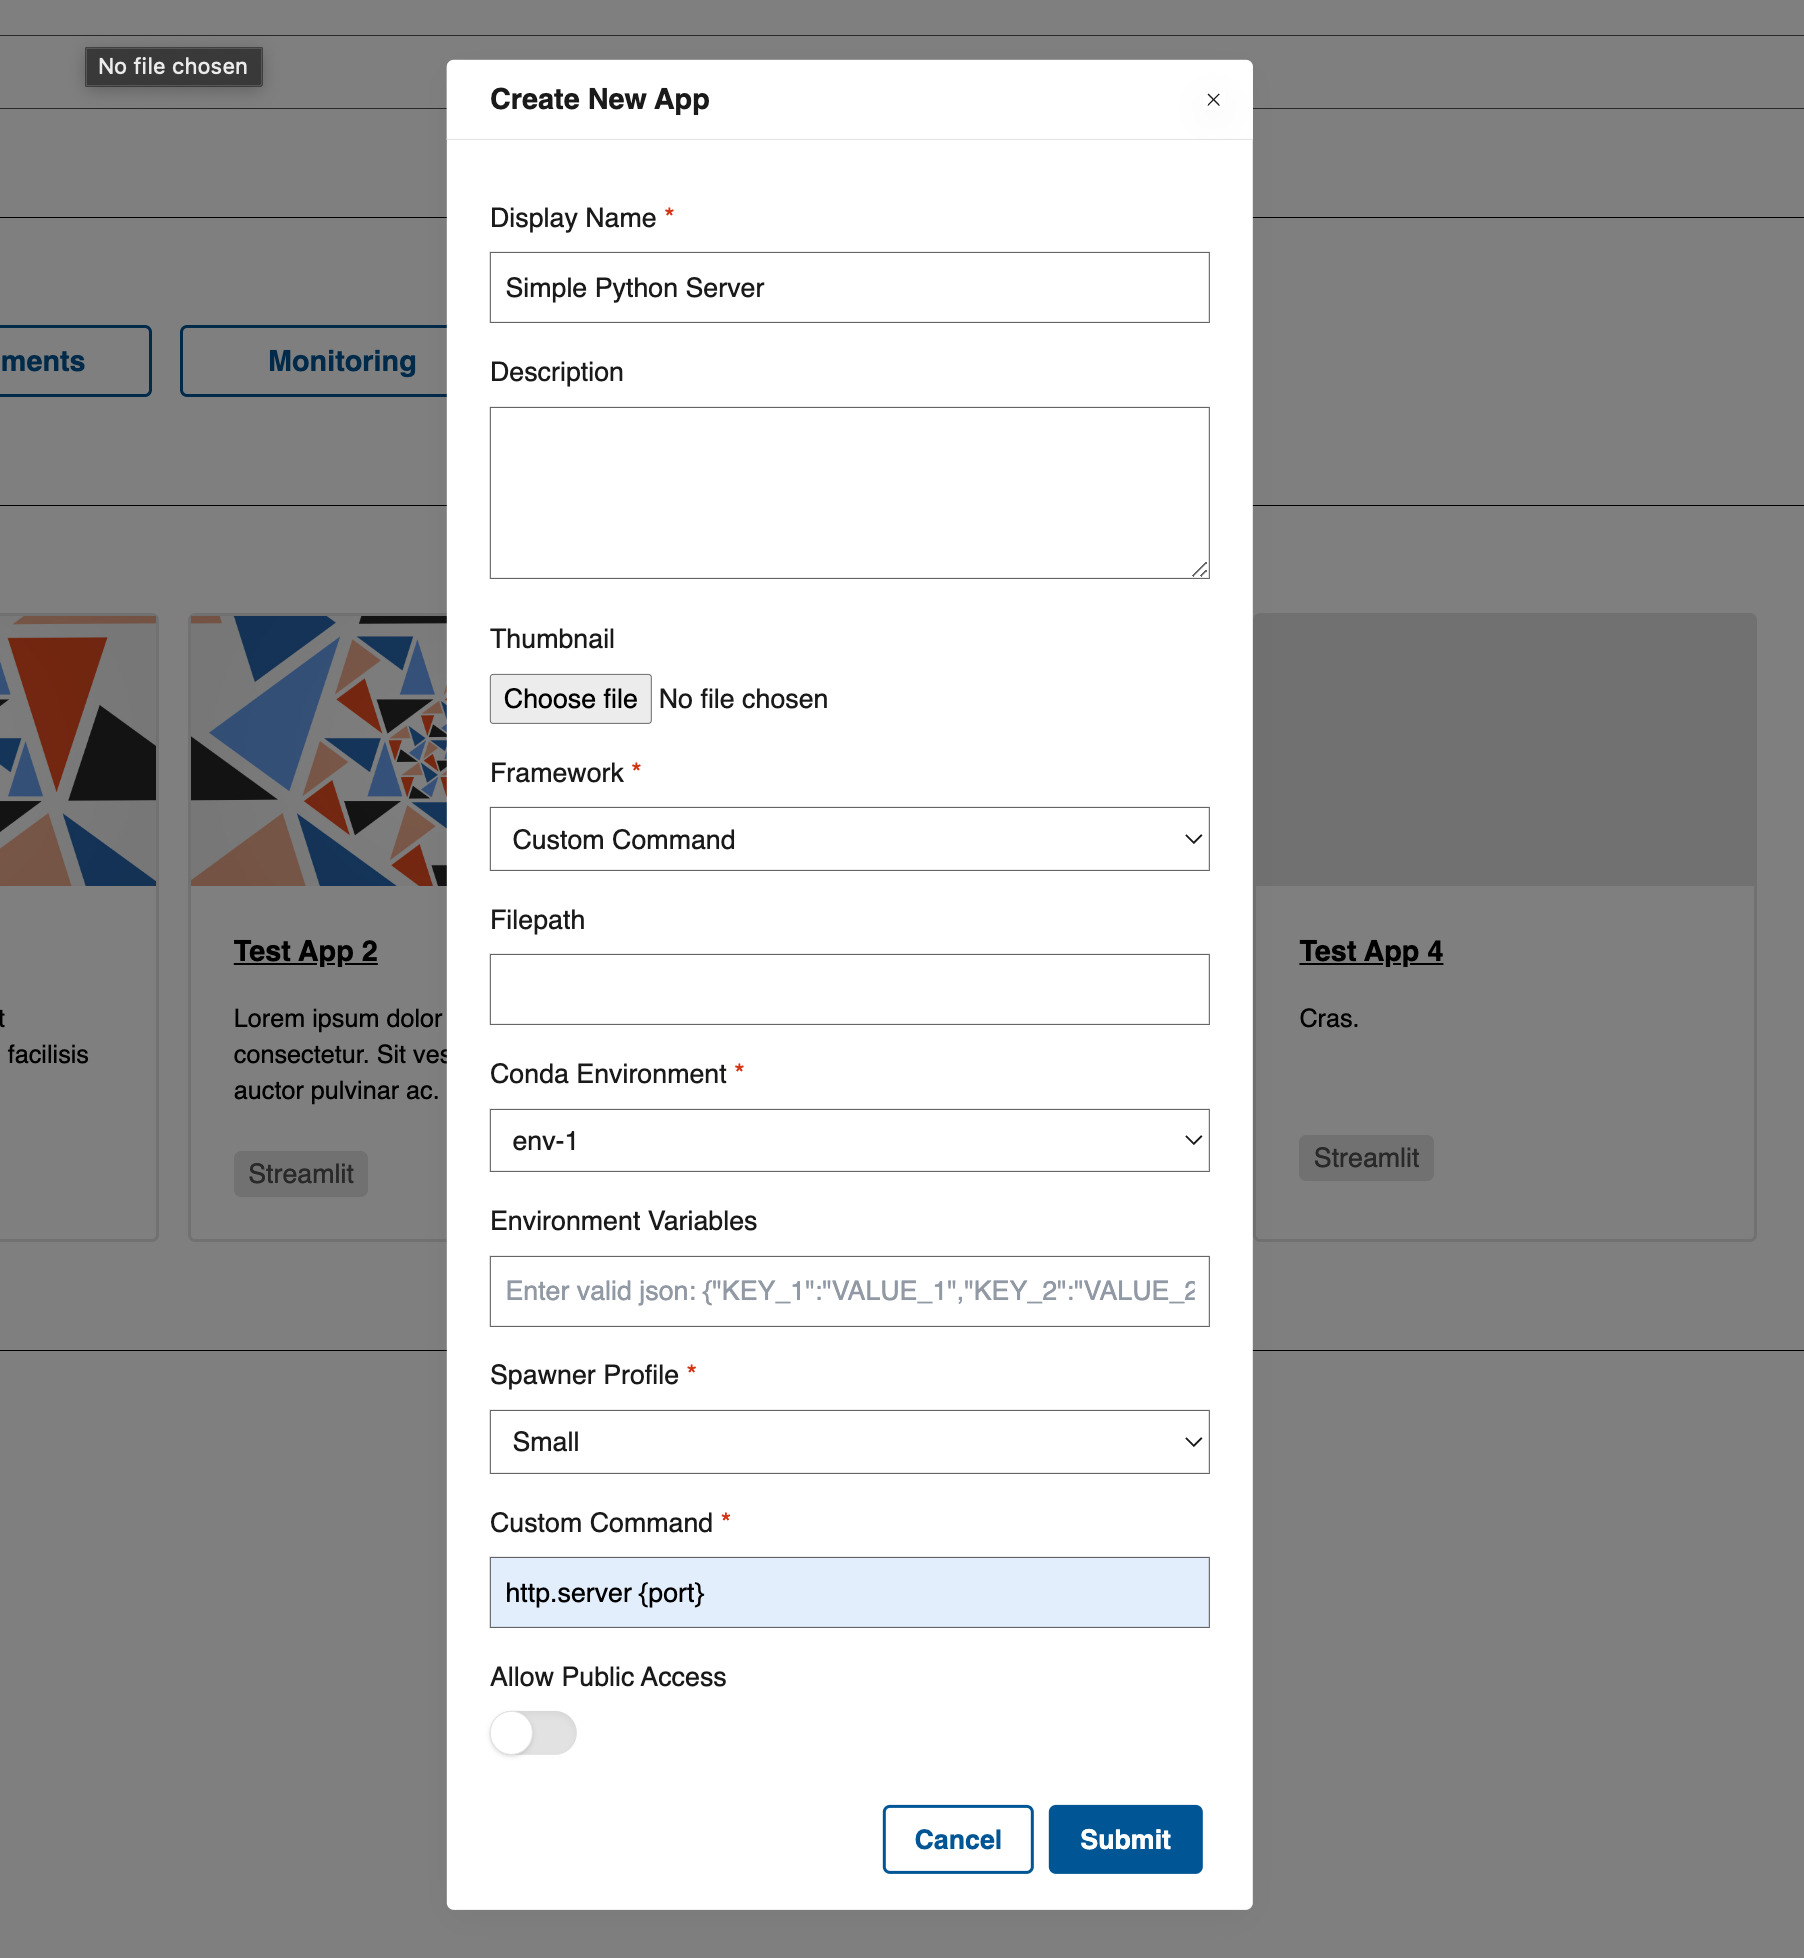 No file chosen
Create New App
Display Name *
Simple Python Server
ments
Monitoring
Description
Thumbnail
Choose file No file chosen
Framework *
Custom Command
Filepath
Test App 2
Lorem ipsum dolor
consectetur. Sit ves
auctor pulvinar ac.
Streamlit
t
facilisis
Test App 4
Cras.
Streamlit
Conda Environment *
env-1
Environment Variables
Enter valid json: {"KEY_1":"VALUE_1","KEY_2":"VALUE_2
Spawner Profile *
Small
Custom Command *
http.server {port}
Allow Public Access
Cancel
Submit